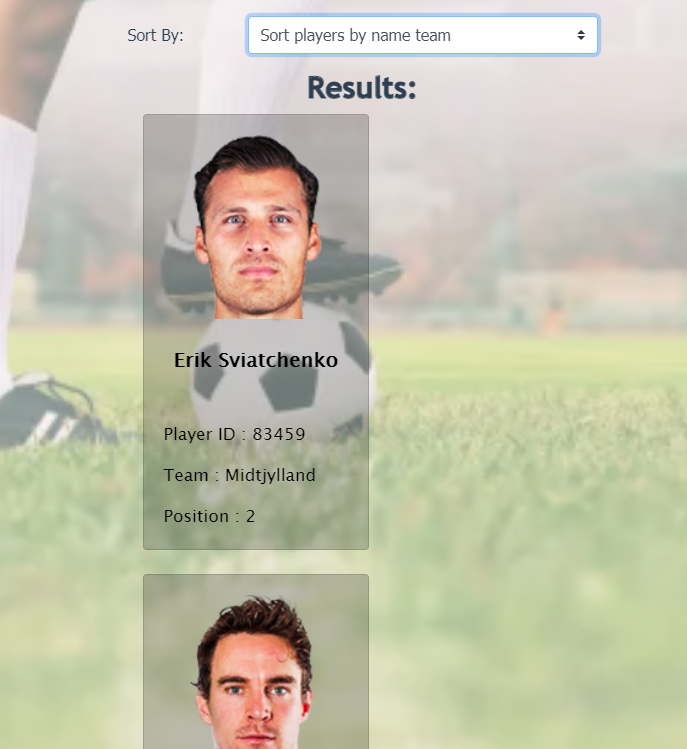 Sort By:
Sort players by name team
Results:
Erik Sviatchenko
Player ID : 83459
Team : Midtjylland
Position : 2